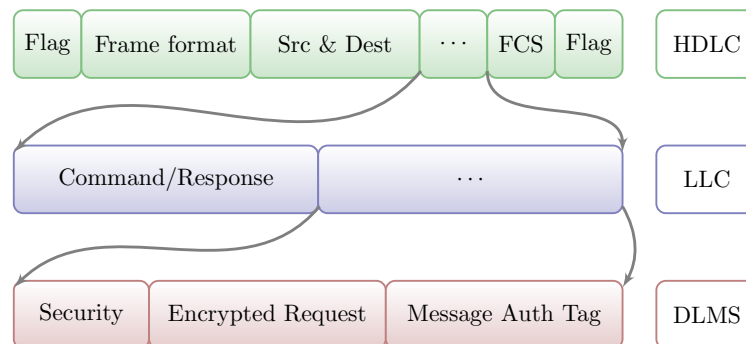 Flag Frame format Src & Dest ··· FCS Flag HDLC
Command/Response ··· LLC
Security Encrypted Request Message Auth Tag DLMS